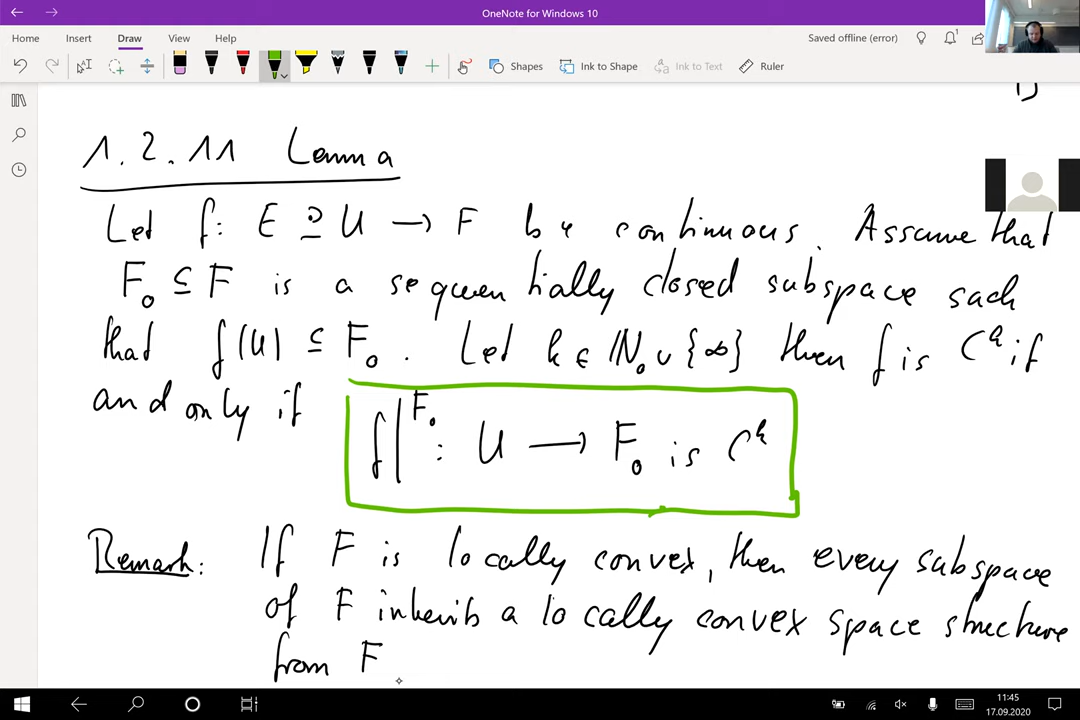 OneNote for Windows 10
Home Insert Draw View Help
Saved offline (error)
Shapes Ink to Shape Ink to Text Ruler
1.2.11 Lemma
Let f: E ⊇ U → F be continuous. Assume that
F₀ ⊆ F is a sequentially closed subspace such
that f(U) ⊆ F₀. Let k ∈ ℕ₀ ∪ {∞} then f is Cᵏ if
and only if
f|^F₀ : U → F₀ is Cᵏ
Remark: If F is locally convex, then every subspace
of F inherits a locally convex space structure
from F
11:45
17.09.2020